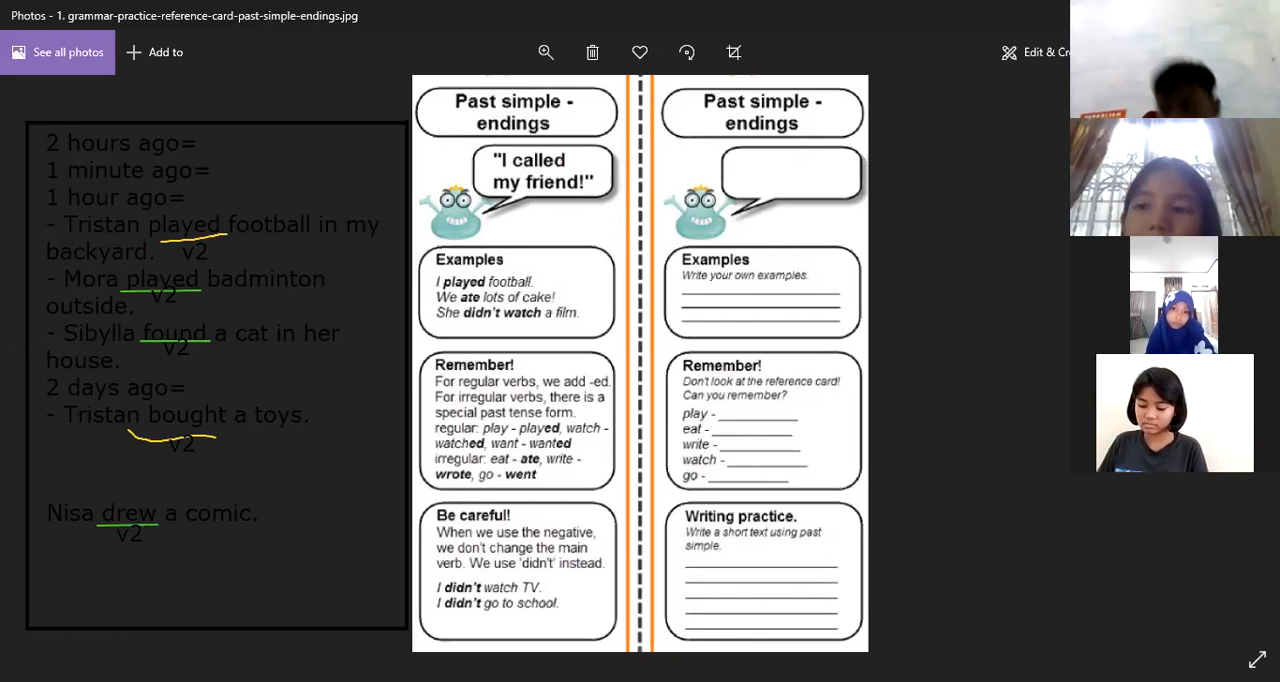 Photos - 1. grammar-practice-reference-card-past-simple-endings.jpg
See all photos
Add to
Edit & Cre
2 hours ago=
1 minute ago=
1 hour ago=
- Tristan played football in my
backyard. v2
- Mora played badminton
v2
outside.
- Sibylla found a cat in her
v2
house.
2 days ago=
- Tristan bought a toys.
v2
Nisa drew a comic.
v2
Past simple -
endings
"I called
my friend!"
Examples
I played football.
We ate lots of cake!
She didn't watch a film.
Remember!
For regular verbs, we add -ed.
For irregular verbs, there is a
special past tense form.
regular: play - played, watch -
watched, want - wanted
irregular: eat - ate, write -
wrote, go - went
Be careful!
When we use the negative,
we don't change the main
verb. We use 'didn't' instead.
I didn't watch TV.
I didn't go to school.
Past simple -
endings
Examples
Write your own examples.
Remember!
Don't look at the reference card!
Can you remember?
play - ____________
eat - ____________
write - ____________
watch - ____________
go - ____________
Writing practice.
Write a short text using past
simple.